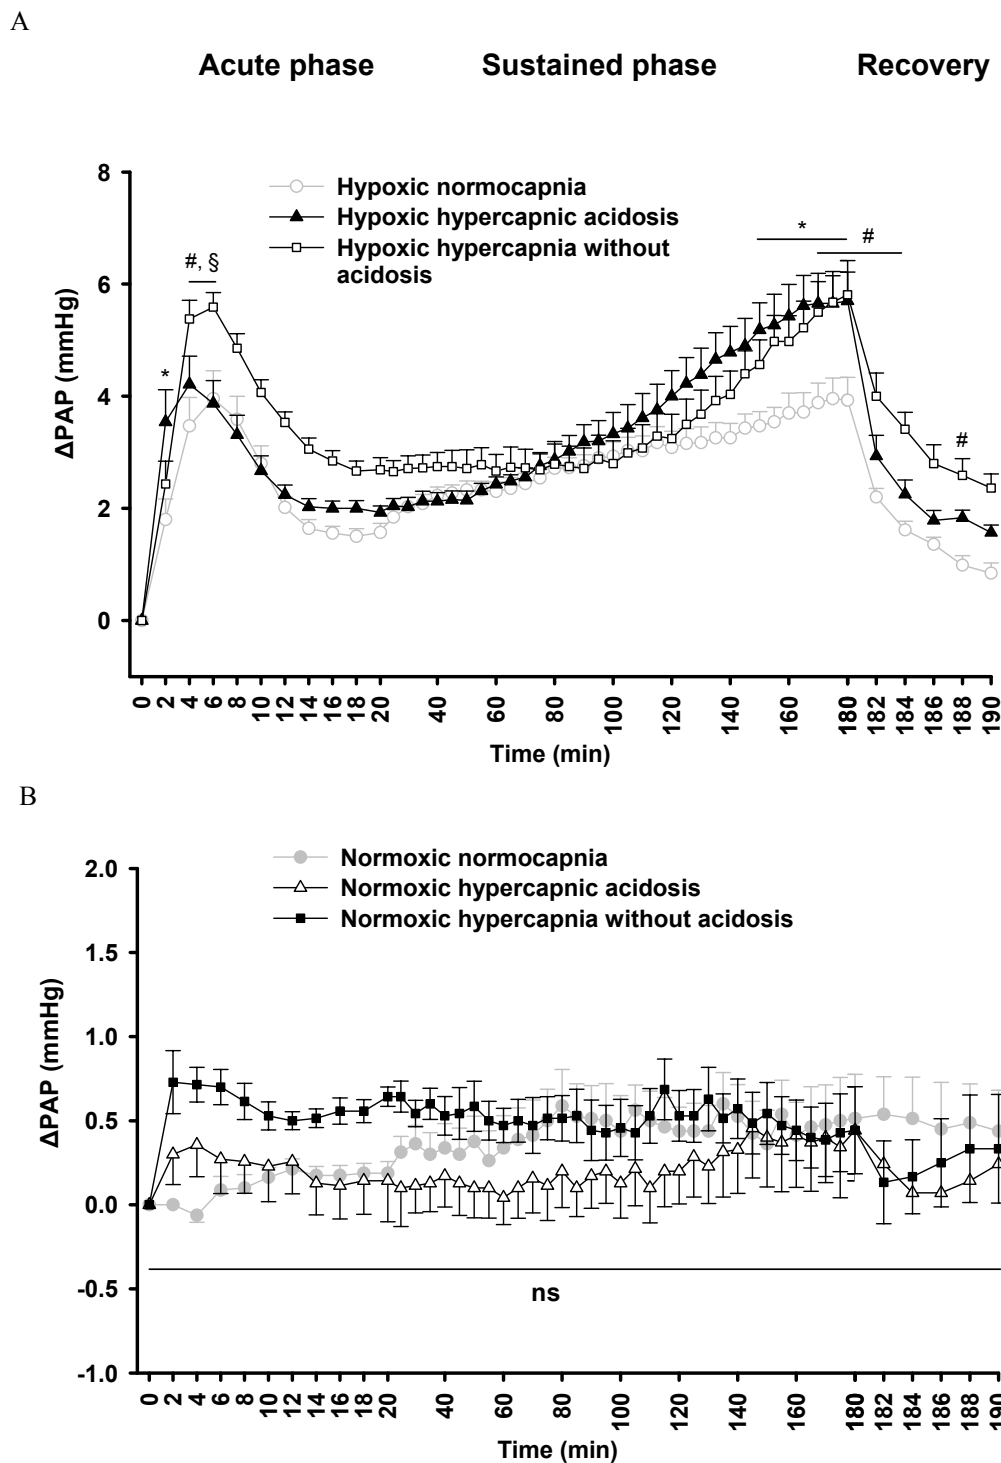 A
Acute phase Sustained phase Recovery
8
6
4
2
0
ΔPAP (mmHg)
Hypoxic normocapnia
Hypoxic hypercapnic acidosis
Hypoxic hypercapnia without
acidosis
*
#, §
*
#
#
0 2 4 6 8 10 12 14 16 18 20 40 60 80 100 120 140 160 180 182 184 186 188 190
Time (min)
B
2.0
1.5
1.0
0.5
0.0
-0.5
-1.0
ΔPAP (mmHg)
Normoxic normocapnia
Normoxic hypercapnic acidosis
Normoxic hypercapnia without acidosis
ns
0 2 4 6 8 10 12 14 16 18 20 40 60 80 100 120 140 160 180 182 184 186 188 190
Time (min)